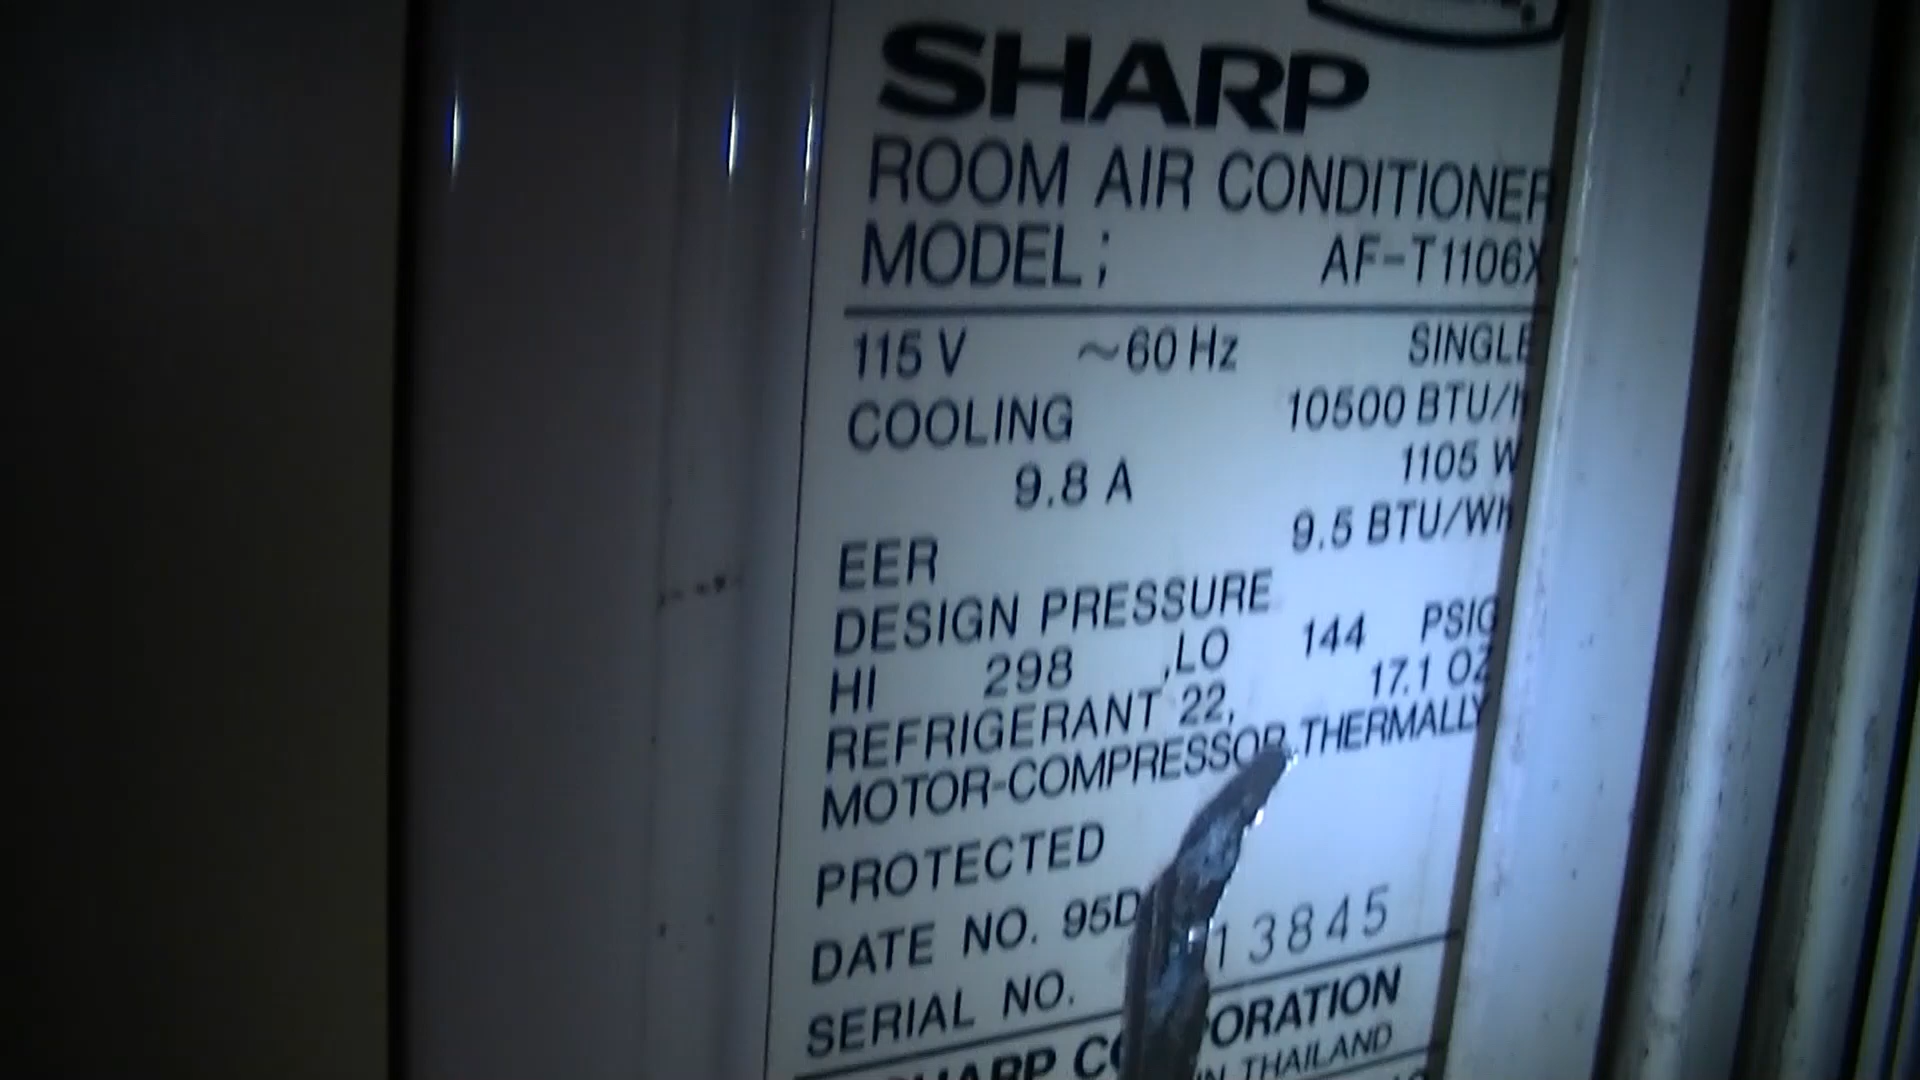 SHARP
ROOM AIR CONDITIONER
MODEL; AF-T1106X
115 V ~60 Hz SINGLE
COOLING 10500 BTU/h
9.8 A 1105 W
EER 9.5 BTU/Wh
DESIGN PRESSURE
HI 298 ,LO 144 PSIG
REFRIGERANT 22, 17.1 OZ
MOTOR-COMPRESSOR THERMALLY
PROTECTED
DATE NO. 95D
SERIAL NO. 13845
SHARP CORPORATION
IN THAILAND